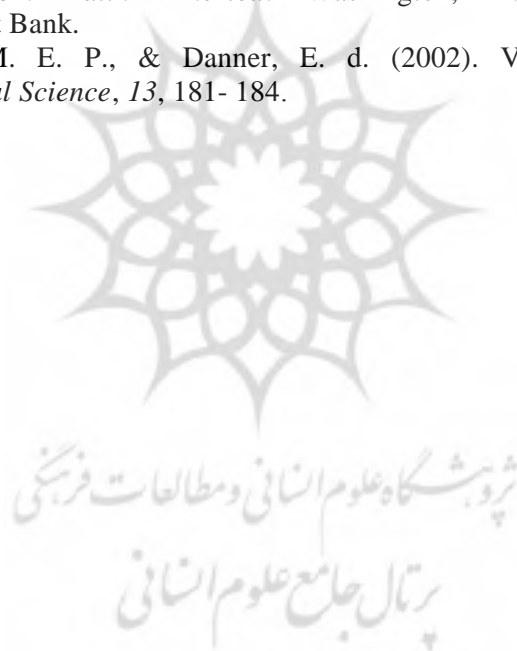 Bank.
M. E. P., & Danner, E. d. (2002). V
al Science, 13, 181- 184.
پژوهشگاه علوم انسانی و مطالعات فرهنگی
پرتال جامع علوم انسانی